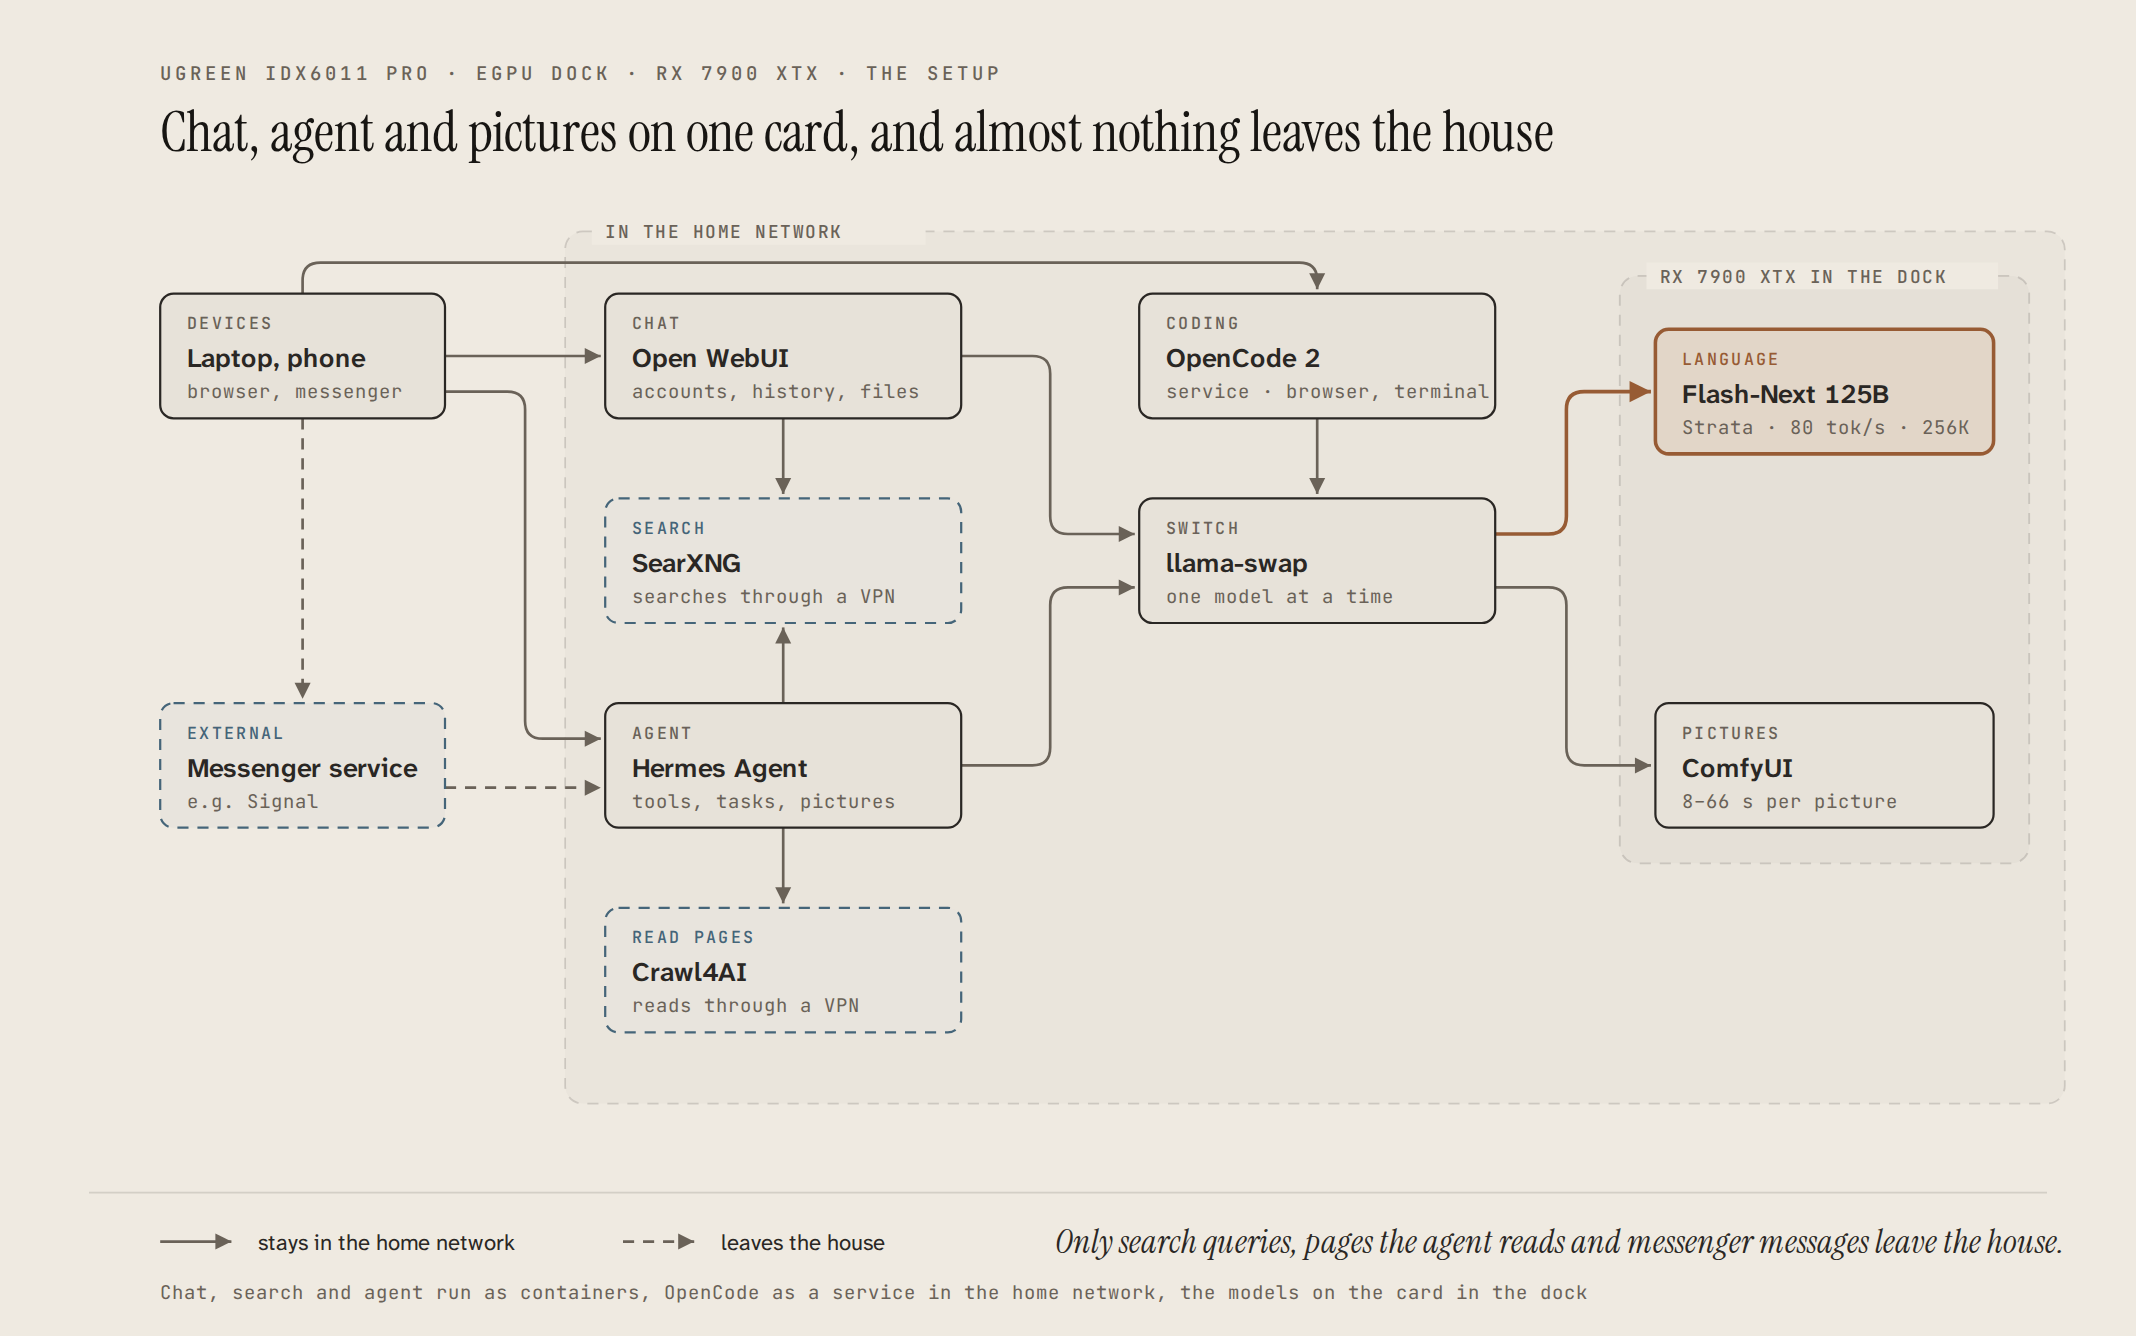 UGREEN IDX6011 PRO · EGPU DOCK · RX 7900 XTX · THE SETUP
Chat, agent and pictures on one card, and almost nothing leaves the house
IN THE HOME NETWORK
RX 7900 XTX IN THE DOCK
DEVICES
Laptop, phone
browser, messenger
CHAT
Open WebUI
accounts, history, files
CODING
OpenCode 2
service · browser, terminal
LANGUAGE
Flash-Next 125B
Strata · 80 tok/s · 256K
SEARCH
SearXNG
searches through a VPN
SWITCH
llama-swap
one model at a time
EXTERNAL
Messenger service
e.g. Signal
AGENT
Hermes Agent
tools, tasks, pictures
PICTURES
ComfyUI
8–66 s per picture
READ PAGES
Crawl4AI
reads through a VPN
stays in the home network
leaves the house
Only search queries, pages the agent reads and messenger messages leave the house.
Chat, search and agent run as containers, OpenCode as a service in the home network, the models on the card in the dock